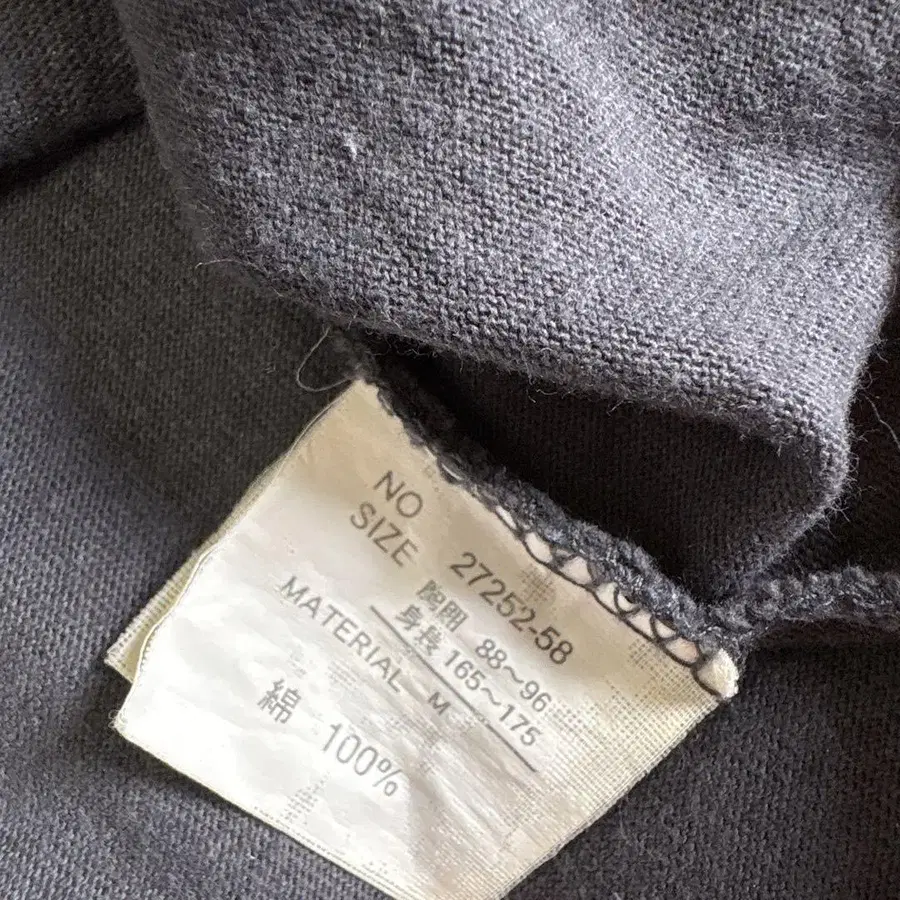 NO 27252-58
SIZE 胸囲 88〜96
身長 165〜175
M
MATERIAL
綿 100%